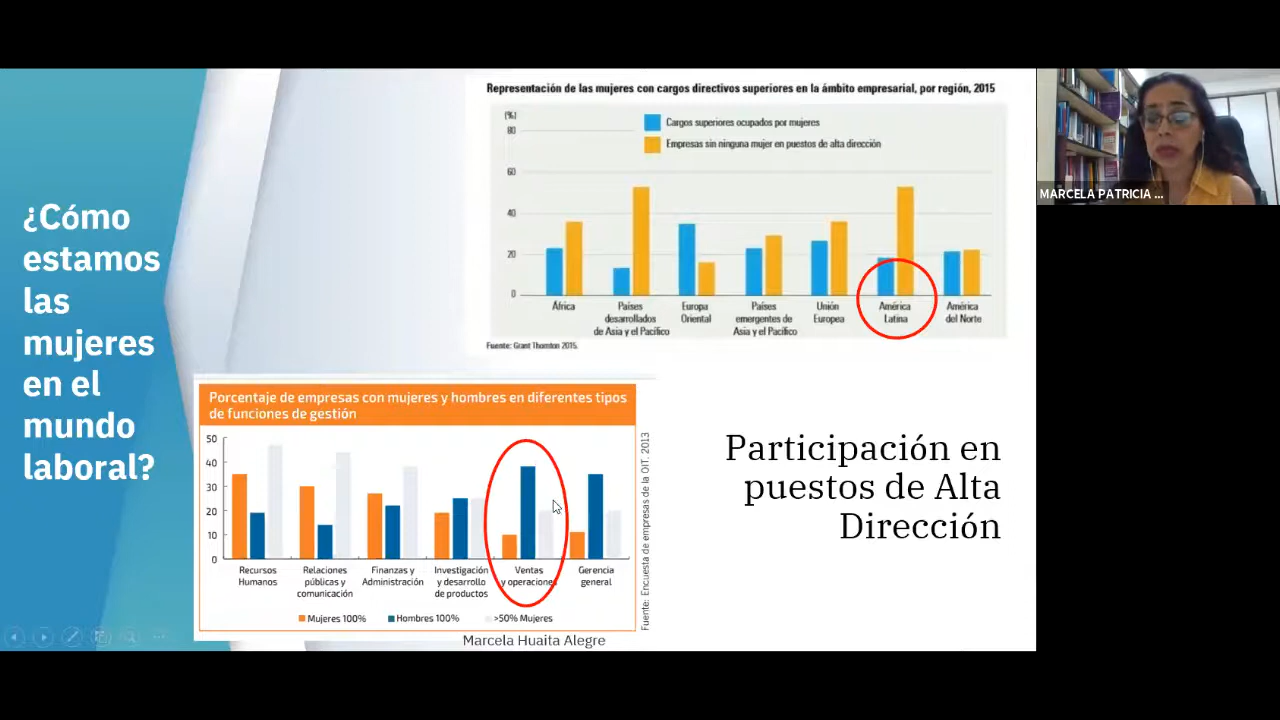 ¿Cómo
estamos
las
mujeres
en el
mundo
laboral?
Representación de las mujeres con cargos directivos superiores en la ámbito empresarial, por región, 2015
(%)
80
60
40
20
0
Cargos superiores ocupados por mujeres
Empresas sin ninguna mujer en puestos de alta dirección
África
Países
desarrollados
de Asia y el Pacífico
Europa
Oriental
Países
emergentes de
Asia y el Pacífico
Unión
Europea
América
Latina
América
del Norte
Fuente: Grant Thornton 2015.
MARCELA PATRICIA ...
Porcentaje de empresas con mujeres y hombres en diferentes tipos
de funciones de gestión
50
40
30
20
10
0
Recursos
Humanos
Relaciones
públicas y
comunicación
Finanzas y
Administración
Investigación
y desarrollo
de productos
Ventas
y operaciones
Gerencia
general
Mujeres 100%
Hombres 100%
>50% Mujeres
Fuente: Encuesta de empresas de la OIT. 2013
Participación en
puestos de Alta
Dirección
Marcela Huaita Alegre